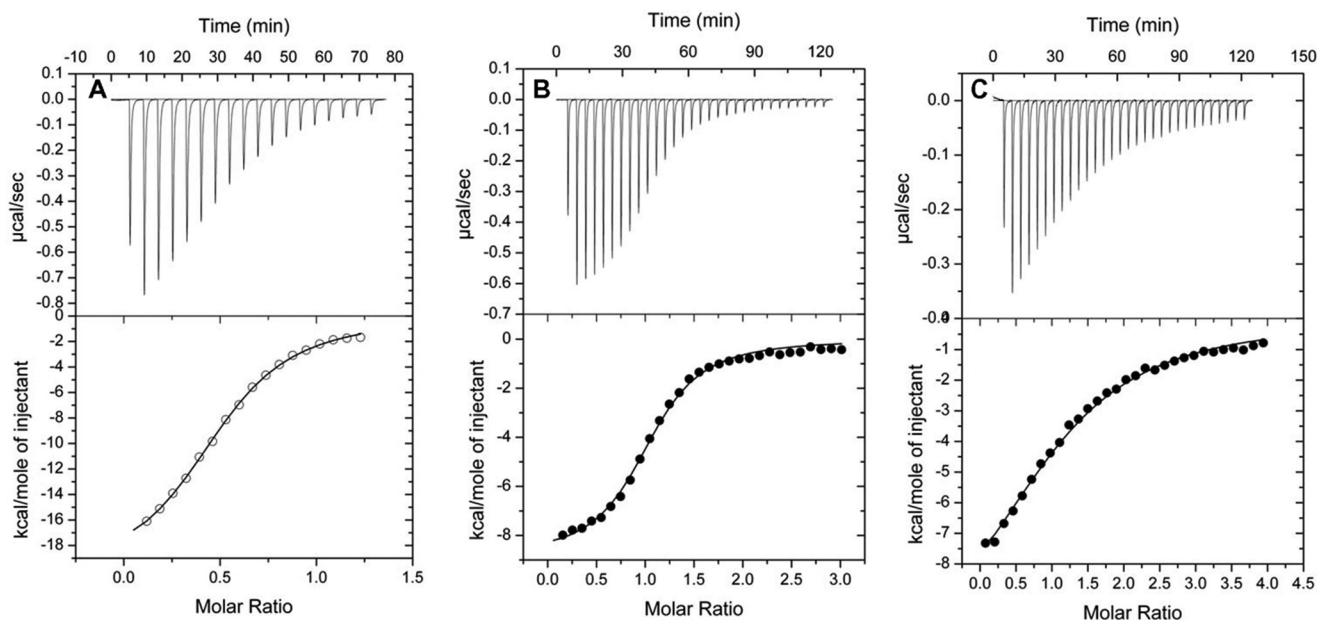 Time (min)
-10 0 10 20 30 40 50 60 70 80
A
0.1
0.0
-0.1
-0.2
-0.3
-0.4
-0.5
-0.6
-0.7
-0.8
µcal/sec
0
-2
-4
-6
-8
-10
-12
-14
-16
-18
kcal/mole of injectant
0.0 0.5 1.0 1.5
Molar Ratio
Time (min)
0 30 60 90 120
B
0.1
0.0
-0.1
-0.2
-0.3
-0.4
-0.5
-0.6
-0.7
µcal/sec
0
-2
-4
-6
-8
kcal/mole of injectant
0.0 0.5 1.0 1.5 2.0 2.5 3.0
Molar Ratio
Time (min)
0 30 60 90 120 150
C
0.0
-0.1
-0.2
-0.3
µcal/sec
-1
-2
-3
-4
-5
-6
-7
-8
kcal/mole of injectant
0.0 0.5 1.0 1.5 2.0 2.5 3.0 3.5 4.0 4.5
Molar Ratio